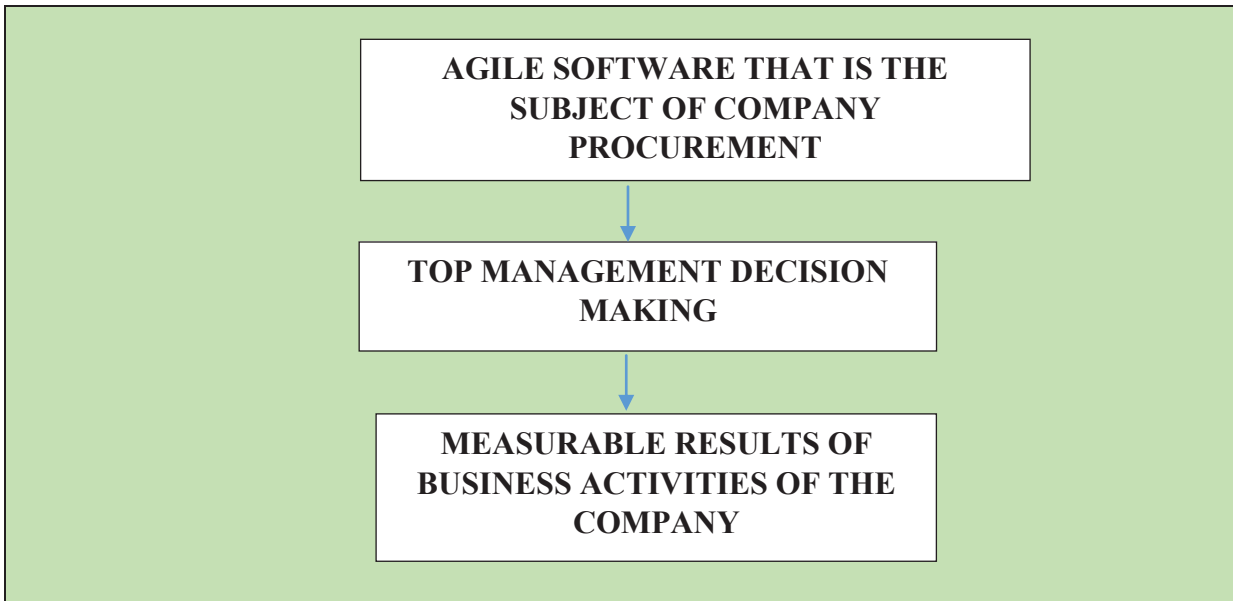 AGILE SOFTWARE THAT IS THE
SUBJECT OF COMPANY
PROCUREMENT
TOP MANAGEMENT DECISION
MAKING
MEASURABLE RESULTS OF
BUSINESS ACTIVITIES OF THE
COMPANY